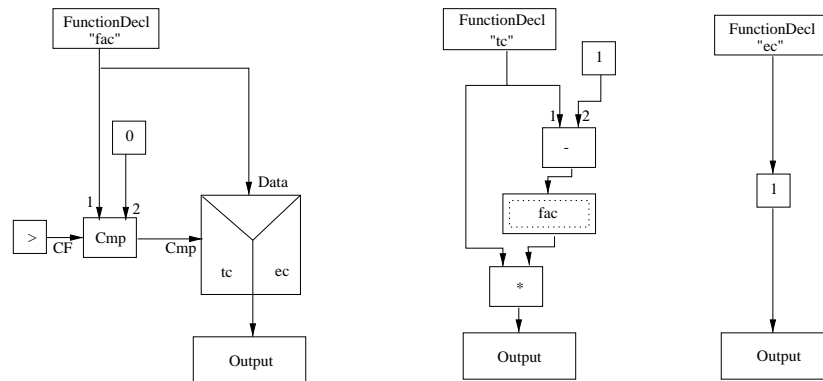 FunctionDecl
"fac"
0
1
2
>
CF
Cmp
Cmp
Data
tc
ec
Output
FunctionDecl
"tc"
1
1
2
-
fac
*
Output
FunctionDecl
"ec"
1
Output